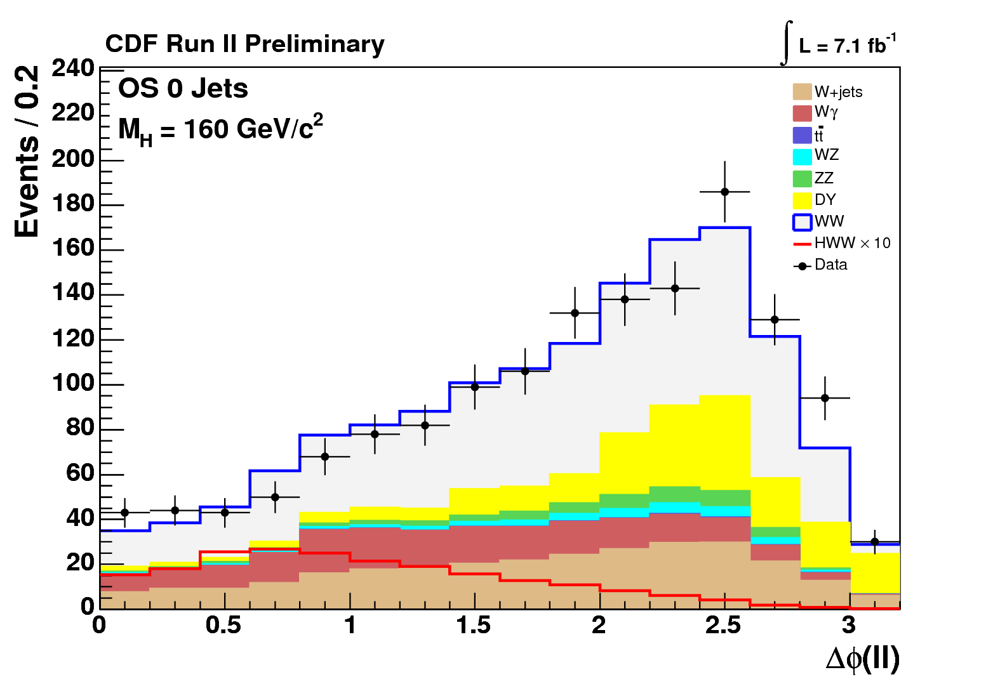 CDF Run II Preliminary
∫ L = 7.1 fb⁻¹
Events / 0.2
240
220
200
180
160
140
120
100
80
60
40
20
0
OS 0 Jets
M_H = 160 GeV/c²
W+jets
Wγ
tt̄
WZ
ZZ
DY
WW
HWW × 10
Data
0 0.5 1 1.5 2 2.5 3
Δϕ(ll)